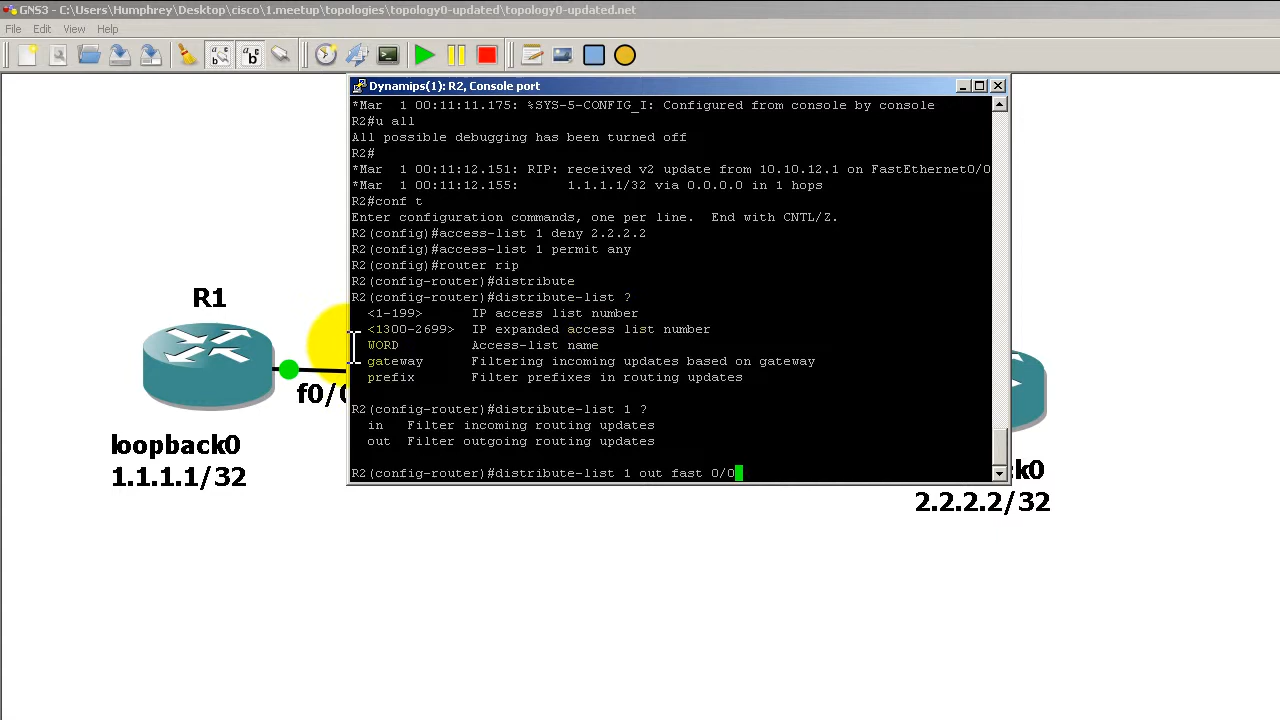 GNS3 - C:\Users\Humphrey\Desktop\cisco\1.meetup\topologies\topology0-updated\topology0-updated.net
File Edit View Help
Dynamips(1): R2, Console port
*Mar  1 00:11:11.175: %SYS-5-CONFIG_I: Configured from console by console
R2#u all
All possible debugging has been turned off
R2#
*Mar  1 00:11:12.151: RIP: received v2 update from 10.10.12.1 on FastEthernet0/0
*Mar  1 00:11:12.155:      1.1.1.1/32 via 0.0.0.0 in 1 hops
R2#conf t
Enter configuration commands, one per line.  End with CNTL/Z.
R2(config)#access-list 1 deny 2.2.2.2
R2(config)#access-list 1 permit any
R2(config)#router rip
R2(config-router)#distribute
R2(config-router)#distribute-list ?
<1-199>      IP access list number
<1300-2699>  IP expanded access list number
WORD         Access-list name
gateway      Filtering incoming updates based on gateway
prefix       Filter prefixes in routing updates
R2(config-router)#distribute-list 1 ?
in   Filter incoming routing updates
out  Filter outgoing routing updates
R2(config-router)#distribute-list 1 out fast 0/0
R1
f0/0
loopback0
1.1.1.1/32
k0
2.2.2.2/32